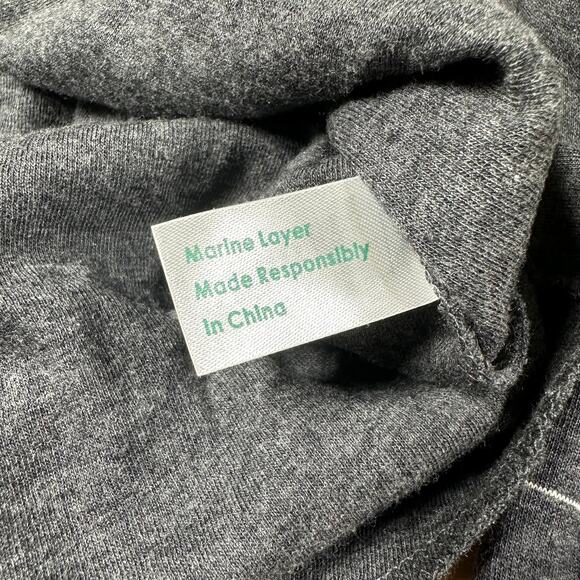 Marine Layer
Made Responsibly
in China